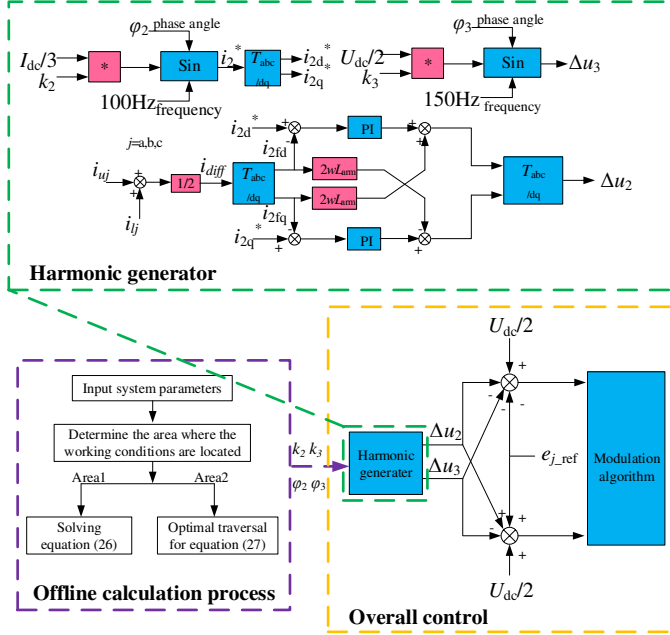 φ2 phase angle
Idc/3
k2
*
Sin
100Hz frequency
i2*
Tabc/dq
i2d*
i2q*
φ3 phase angle
Udc/2
k3
*
Sin
150Hz frequency
Δu3
j=a,b,c
iuj
+
+
ilj
1/2
idiff
Tabc/dq
i2d*
+
-
i2fd
PI
+
+
2wLarm
2wLarm
i2fq
-
i2q*
+
PI
-
+
Tabc/dq
Δu2
Harmonic generator
Input system parameters
Determine the area where the
working conditions are located
Area1
Area2
Solving
equation (26)
Optimal traversal
for equation (27)
Offline calculation process
k2 k3
φ2 φ3
Harmonic
generater
Δu2
Δu3
Udc/2
+
-
-
-
ej_ref
+
+
-
+
Udc/2
Modulation
algorithm
Overall control